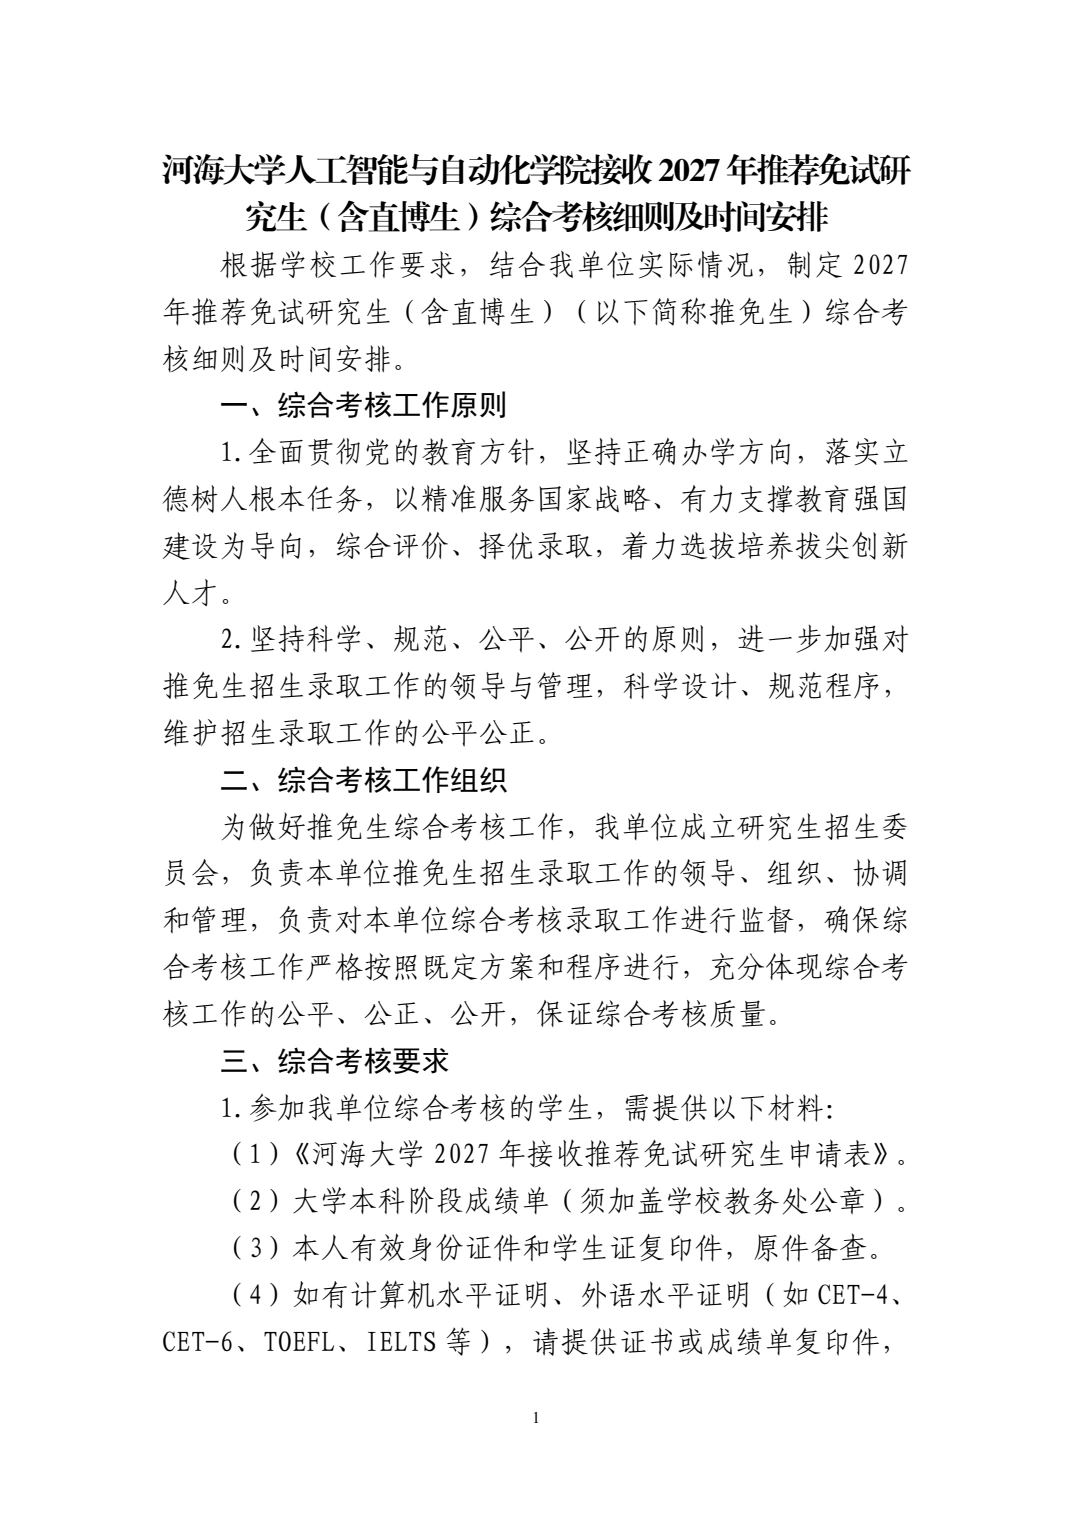 河海大学人工智能与自动化学院接收 2027 年推荐免试研
究生（含直博生）综合考核细则及时间安排
根据学校工作要求，结合我单位实际情况，制定 2027
年推荐免试研究生（含直博生）（以下简称推免生）综合考
核细则及时间安排。
一、综合考核工作原则
1.全面贯彻党的教育方针，坚持正确办学方向，落实立
德树人根本任务，以精准服务国家战略、有力支撑教育强国
建设为导向，综合评价、择优录取，着力选拔培养拔尖创新
人才。
2.坚持科学、规范、公平、公开的原则，进一步加强对
推免生招生录取工作的领导与管理，科学设计、规范程序，
维护招生录取工作的公平公正。
二、综合考核工作组织
为做好推免生综合考核工作，我单位成立研究生招生委
员会，负责本单位推免生招生录取工作的领导、组织、协调
和管理，负责对本单位综合考核录取工作进行监督，确保综
合考核工作严格按照既定方案和程序进行，充分体现综合考
核工作的公平、公正、公开，保证综合考核质量。
三、综合考核要求
1.参加我单位综合考核的学生，需提供以下材料：
（1）《河海大学 2027 年接收推荐免试研究生申请表》。
（2）大学本科阶段成绩单（须加盖学校教务处公章）。
（3）本人有效身份证件和学生证复印件，原件备查。
（4）如有计算机水平证明、外语水平证明（如 CET-4、
CET-6、TOEFL、IELTS 等），请提供证书或成绩单复印件，
1